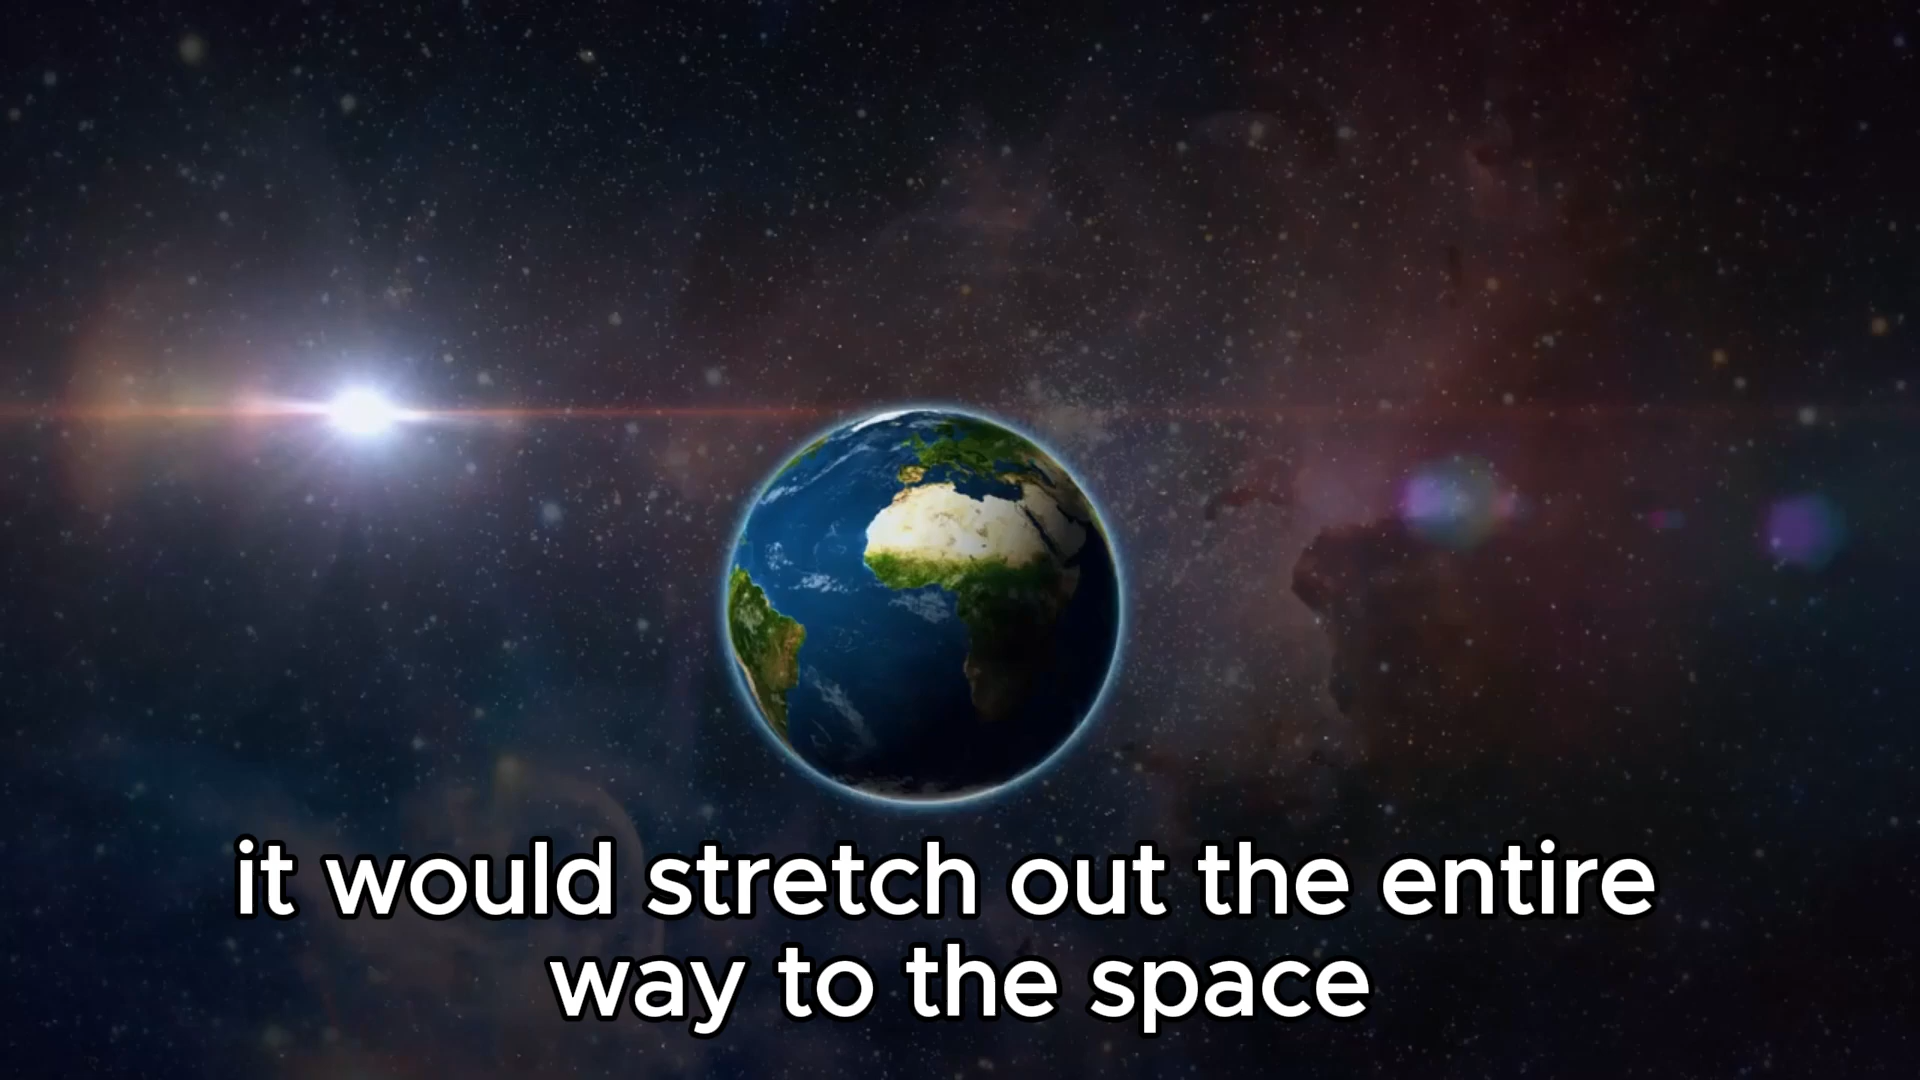 it would stretch out the entire
way to the space